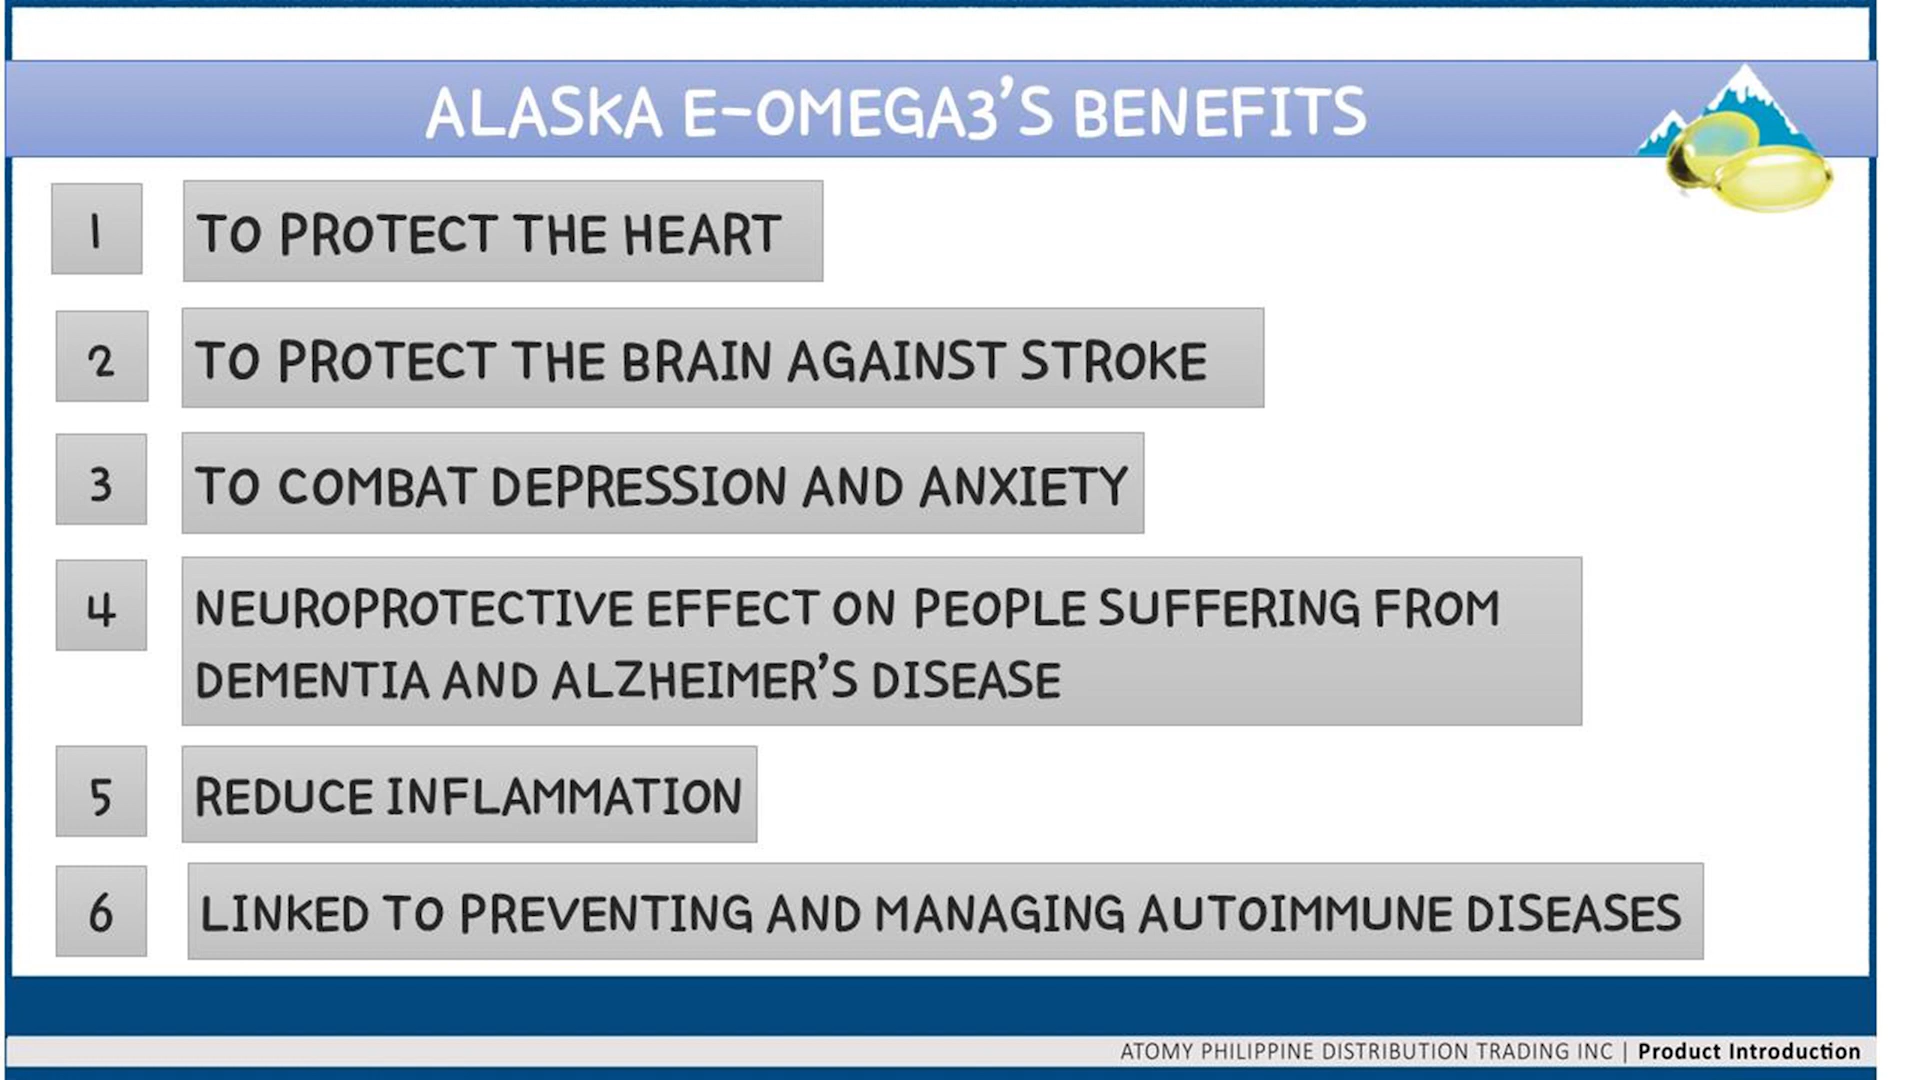 ALASKA E-OMEGA3'S BENEFITS
1
TO PROTECT THE HEART
2
TO PROTECT THE BRAIN AGAINST STROKE
3
TO COMBAT DEPRESSION AND ANXIETY
4
NEUROPROTECTIVE EFFECT ON PEOPLE SUFFERING FROM
DEMENTIA AND ALZHEIMER'S DISEASE
5
REDUCE INFLAMMATION
6
LINKED TO PREVENTING AND MANAGING AUTOIMMUNE DISEASES
ATOMY PHILIPPINE DISTRIBUTION TRADING INC | Product Introduction